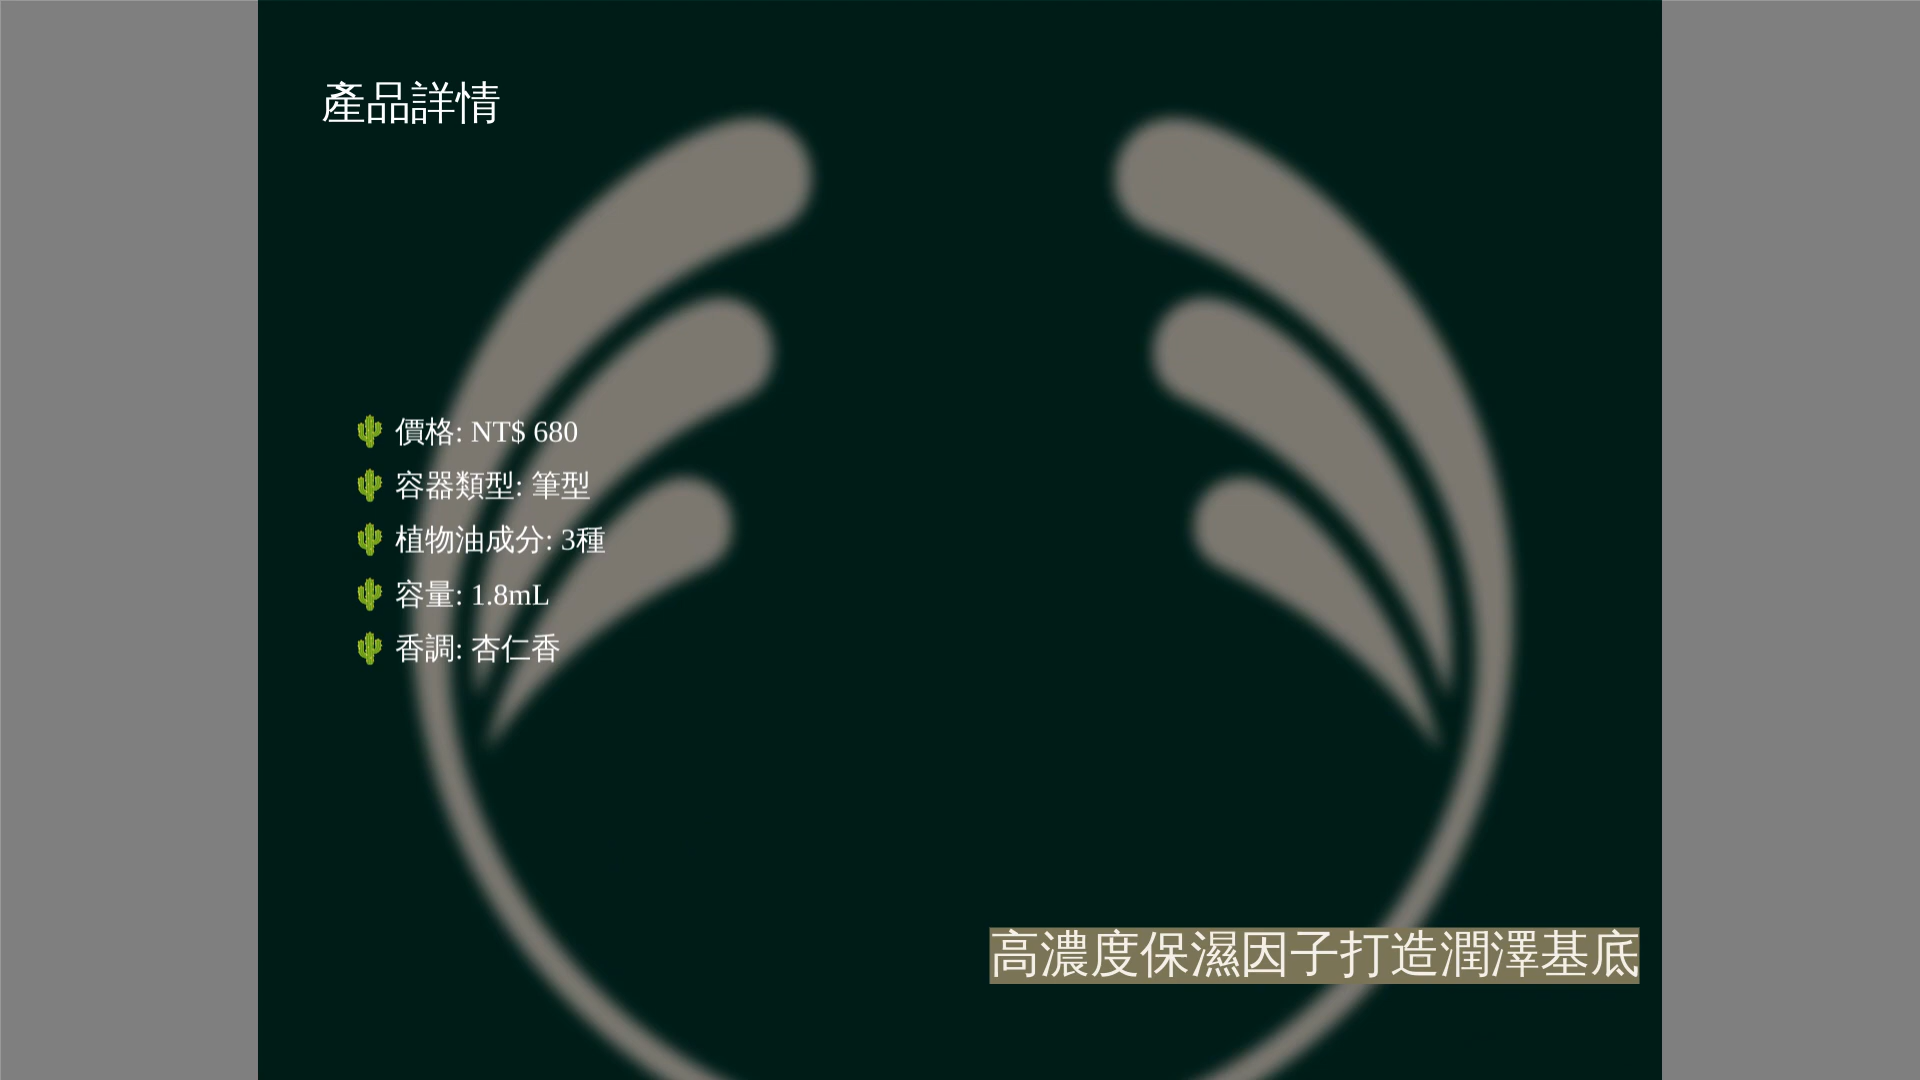 產品詳情
🌵 價格: NT$ 680
🌵 容器類型: 筆型
🌵 植物油成分: 3種
🌵 容量: 1.8mL
🌵 香調: 杏仁香
高濃度保濕因子打造潤澤基底